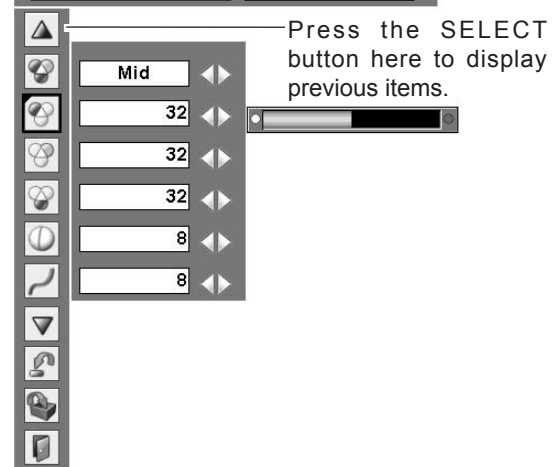 Press the SELECT
button here to display
previous items.
Mid
32
32
32
8
8